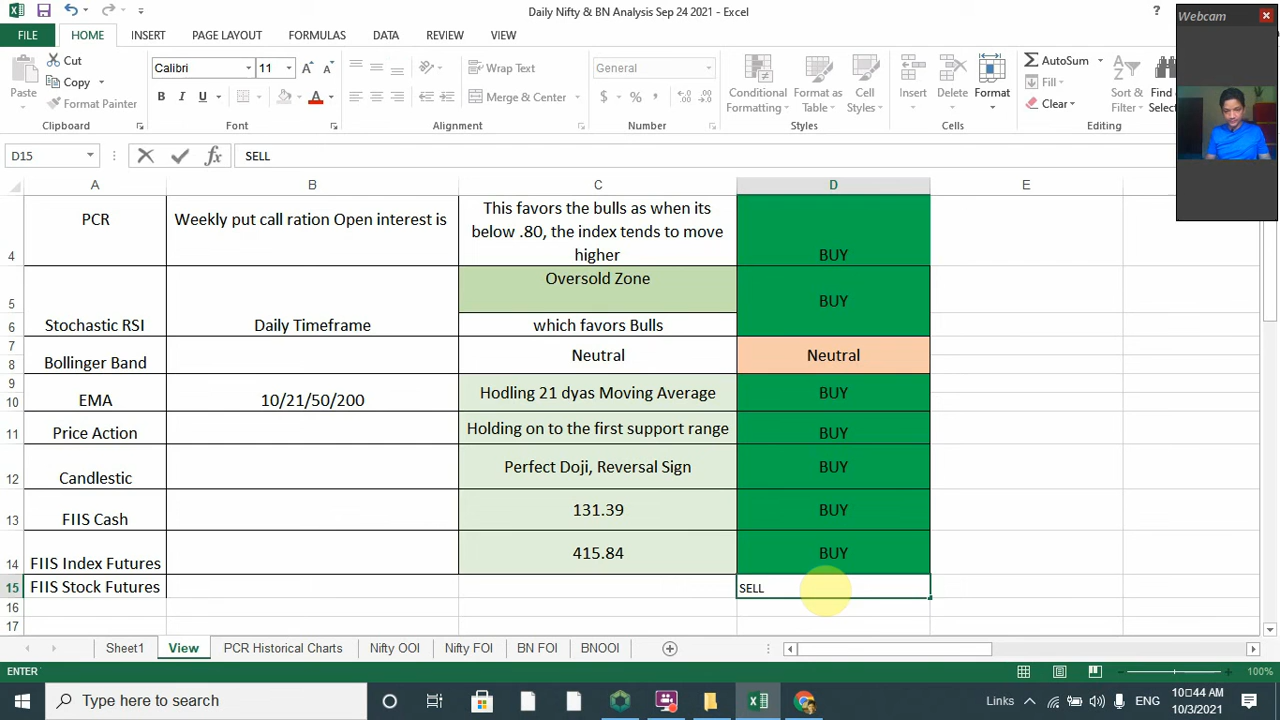 Daily Nifty & BN Analysis Sep 24 2021 - Excel
?
Webcam
FILE HOME INSERT PAGE LAYOUT FORMULAS DATA REVIEW VIEW
Paste
Cut
Copy
Format Painter
Clipboard
Calibri 11
B I U
Font
Wrap Text
Merge & Center
Alignment
General
$ % ,
Number
Conditional Formatting
Format as Table
Cell Styles
Styles
Insert
Delete
Format
Cells
AutoSum
Fill
Clear
Sort & Filter
Find
Selec
Editing
D15 fx SELL
A B C D E
4 PCR Weekly put call ration Open interest is
This favors the bulls as when its
below .80, the index tends to move
higher
BUY
5 Oversold Zone BUY
6 Stochastic RSI Daily Timeframe which favors Bulls
7 Neutral Neutral
8 Bollinger Band
9 Hodling 21 dyas Moving Average BUY
10 EMA 10/21/50/200
11 Price Action Holding on to the first support range BUY
12 Candlestic Perfect Doji, Reversal Sign BUY
13 FIIS Cash 131.39 BUY
14 FIIS Index Futures 415.84 BUY
15 FIIS Stock Futures SELL
16
17
Sheet1 View PCR Historical Charts Nifty OOI Nifty FOI BN FOI BNOOI
ENTER 100%
Type here to search
Links ENG
10:44 AM
10/3/2021